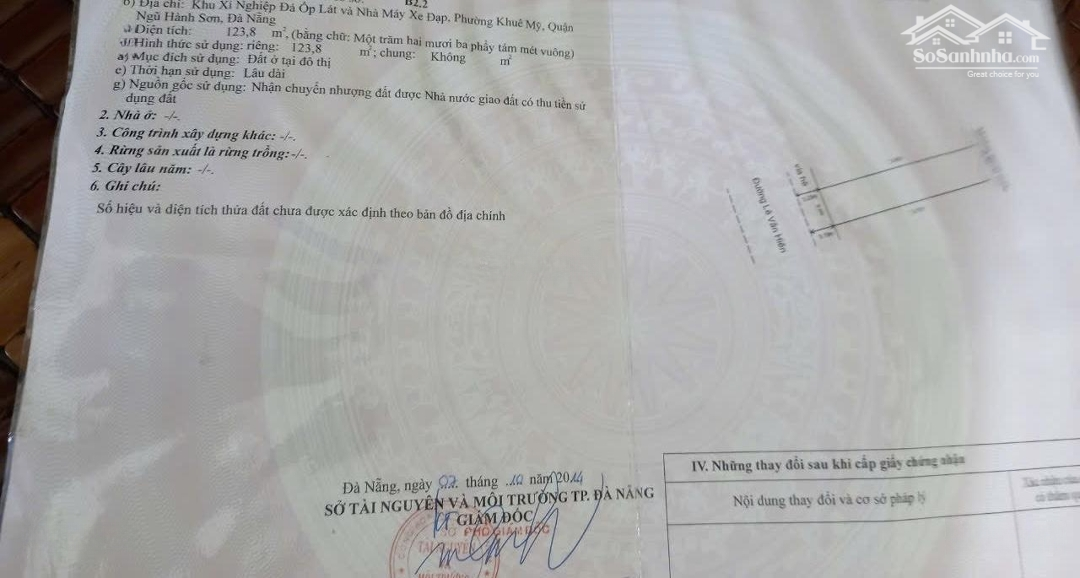 B2.2
b) Địa chỉ: Khu Xí Nghiệp Đá Ốp Lát và Nhà Máy Xe Đạp, Phường Khuê Mỹ, Quận
Ngũ Hành Sơn, Đà Nẵng
c) Diện tích: 123,8 m², (bằng chữ: Một trăm hai mươi ba phẩy tám mét vuông)
d) Hình thức sử dụng: riêng: 123,8 m²; chung: Không m²
đ) Mục đích sử dụng: Đất ở tại đô thị
e) Thời hạn sử dụng: Lâu dài
g) Nguồn gốc sử dụng: Nhận chuyển nhượng đất được Nhà nước giao đất có thu tiền sử
dụng đất
2. Nhà ở: -/-.
3. Công trình xây dựng khác: -/-.
4. Rừng sản xuất là rừng trồng:-/-.
5. Cây lâu năm: -/-.
6. Ghi chú:
Số hiệu và diện tích thửa đất chưa được xác định theo bản đồ địa chính
SoSanhnha.com
Great choice for you
Vỉa hè
Đường Lê Văn Hiến
Đà Nẵng, ngày 02 tháng 10 năm 2014
SỞ TÀI NGUYÊN VÀ MÔI TRƯỜNG TP. ĐÀ NẴNG
KT GIÁM ĐỐC
PHÓ GIÁM ĐỐC
TÀI NGUYÊN
VÀ
MÔI TRƯỜNG
IV. Những thay đổi sau khi cấp giấy chứng nhận
Nội dung thay đổi và cơ sở pháp lý